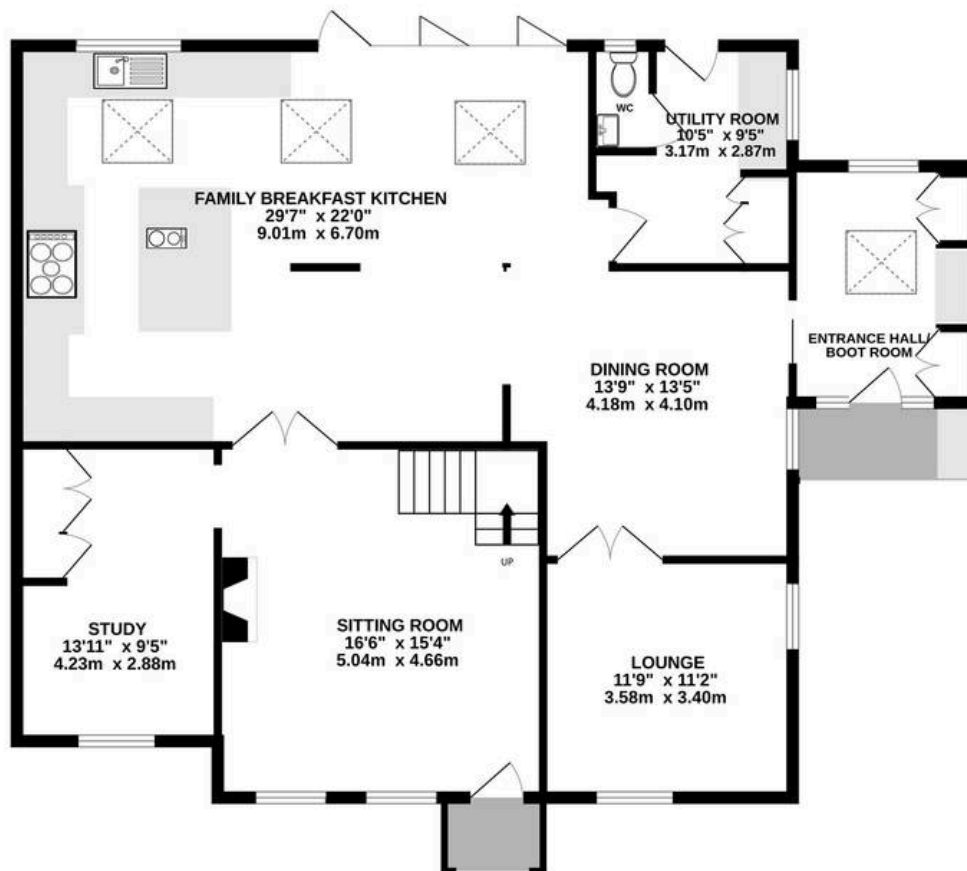 WC
UTILITY ROOM
10'5" x 9'5"
3.17m x 2.87m
FAMILY BREAKFAST KITCHEN
29'7" x 22'0"
9.01m x 6.70m
ENTRANCE HALL/
BOOT ROOM
DINING ROOM
13'9" x 13'5"
4.18m x 4.10m
UP
STUDY
13'11" x 9'5"
4.23m x 2.88m
SITTING ROOM
16'6" x 15'4"
5.04m x 4.66m
LOUNGE
11'9" x 11'2"
3.58m x 3.40m